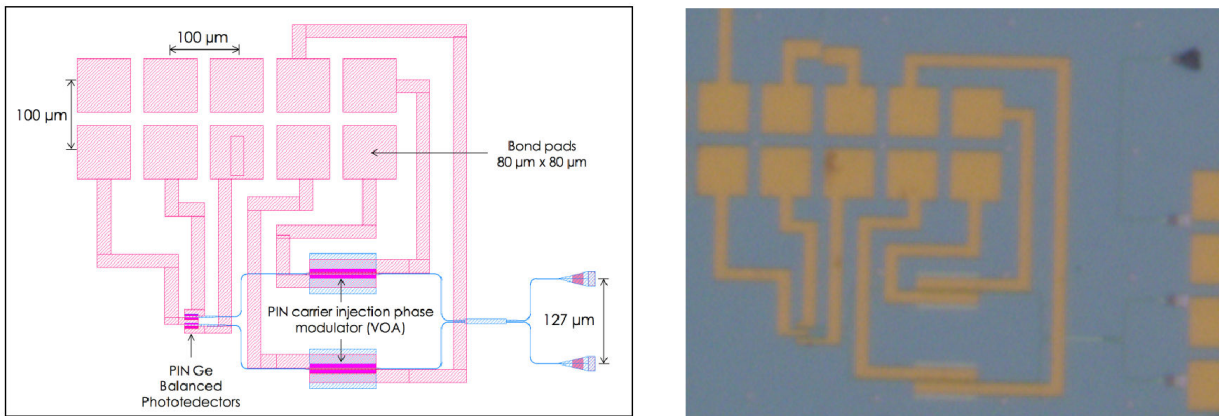 100 µm
100 µm
Bond pads
80 µm x 80 µm
PIN carrier injection phase
modulator (VOA)
127 µm
PIN Ge
Balanced
Phototedectors